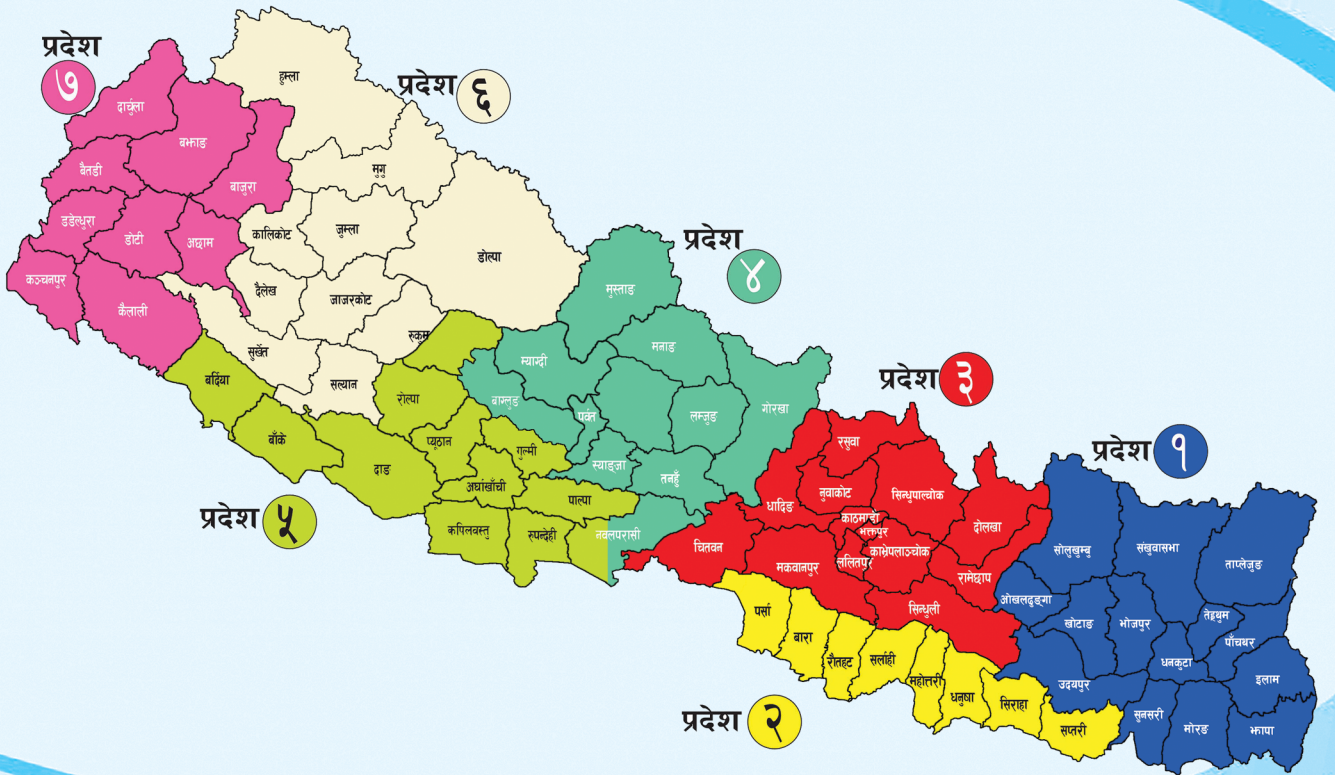 प्रदेश
७
दार्चुला
बझाङ
बैतडी
बाजुरा
डडेल्धुरा
डोटी
अछाम
कञ्चनपुर
कैलाली
प्रदेश ६
हुम्ला
मुगु
कालिकोट
जुम्ला
डोल्पा
दैलेख
जाजरकोट
रुकुम
सुर्खेत
सल्यान
प्रदेश
४
मुस्ताङ
मनाङ
म्याग्दी
बाग्लुङ
पर्वत
लम्जुङ
गोरखा
स्याङ्जा
तनहुँ
नवलपरासी
प्रदेश ५
बर्दिया
बाँके
रोल्पा
प्यूठान
गुल्मी
दाङ
अर्घाखाँची
पाल्पा
कपिलवस्तु
रुपन्देही
प्रदेश ३
रसुवा
धादिङ
नुवाकोट
सिन्धुपाल्चोक
काठमाण्डौ
भक्तपुर
दोलखा
चितवन
मकवानपुर
ललितपुर
काभ्रेपलाञ्चोक
रामेछाप
सिन्धुली
प्रदेश १
सोलुखुम्बु
संखुवासभा
ताप्लेजुङ
ओखलढुङ्गा
खोटाङ
भोजपुर
तेह्रथुम
पाँचथर
धनकुटा
इलाम
उदयपुर
सुनसरी
मोरङ
झापा
प्रदेश २
पर्सा
बारा
रौतहट
सर्लाही
महोत्तरी
धनुषा
सिराहा
सप्तरी